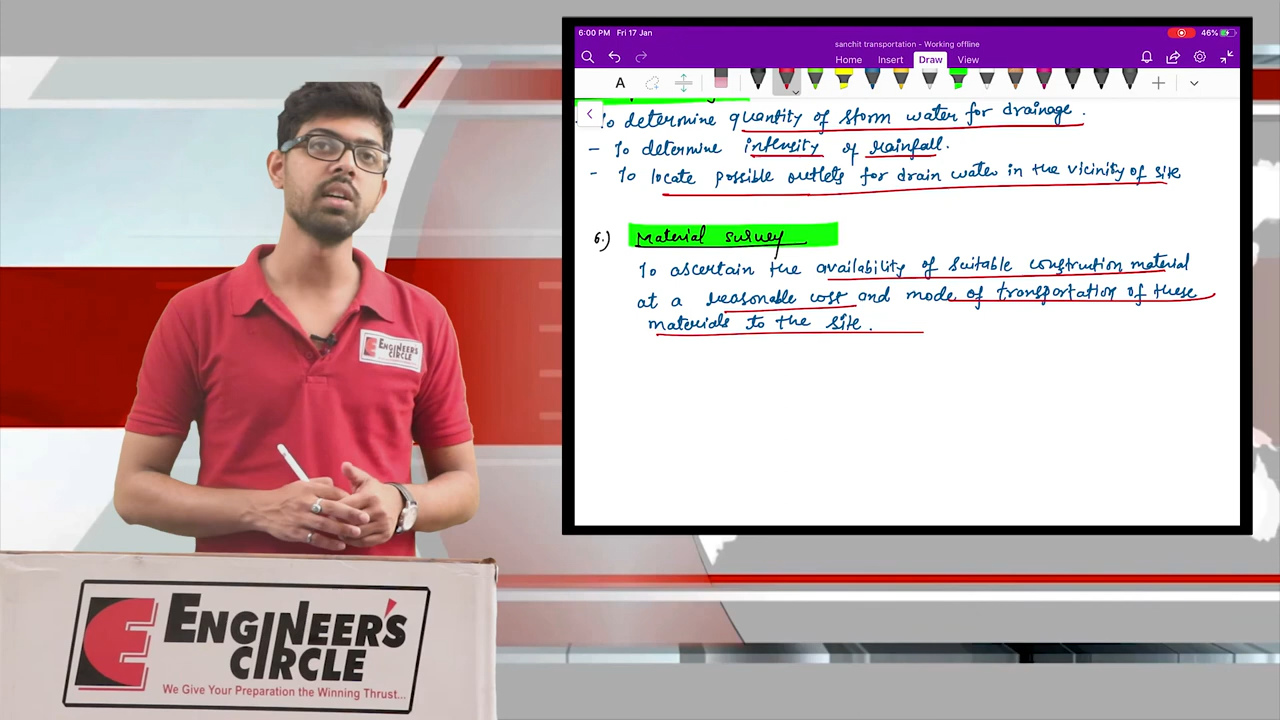 6:00 PM Fri 17 Jan
46%
sanchit transportation - Working offline
Home Insert Draw View
A
To determine quantity of storm water for drainage.
- To determine intensity of rainfall.
- To locate possible outlets for drain water in the vicinity of site
6.) Material survey
To ascertain the availability of suitable construction material
at a reasonable cost and mode of transportation of these
materials to the site.
ENGINEER'S
CIRCLE
ENGINEER'S
CIRCLE
We Give Your Preparation the Winning Thrust...